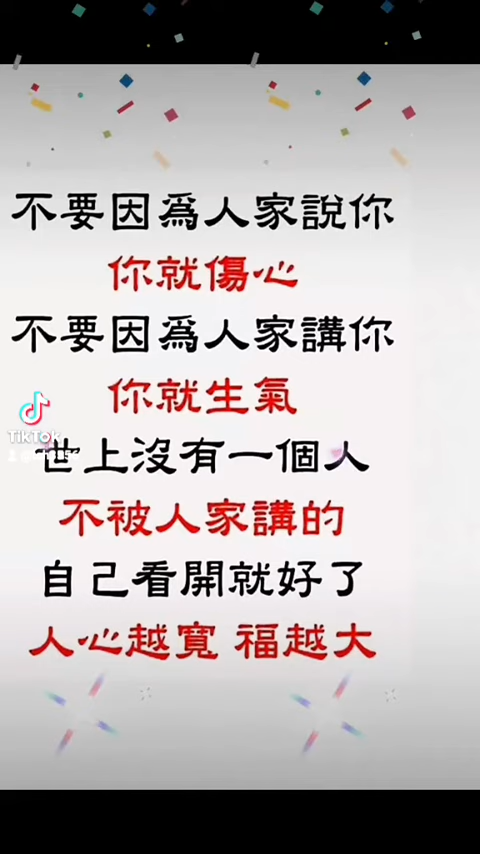 不要因爲人家說你
你就傷心
不要因爲人家講你
你就生氣
TikTok
世上沒有一個人
不被人家講的
自己看開就好了
人心越寬 福越大